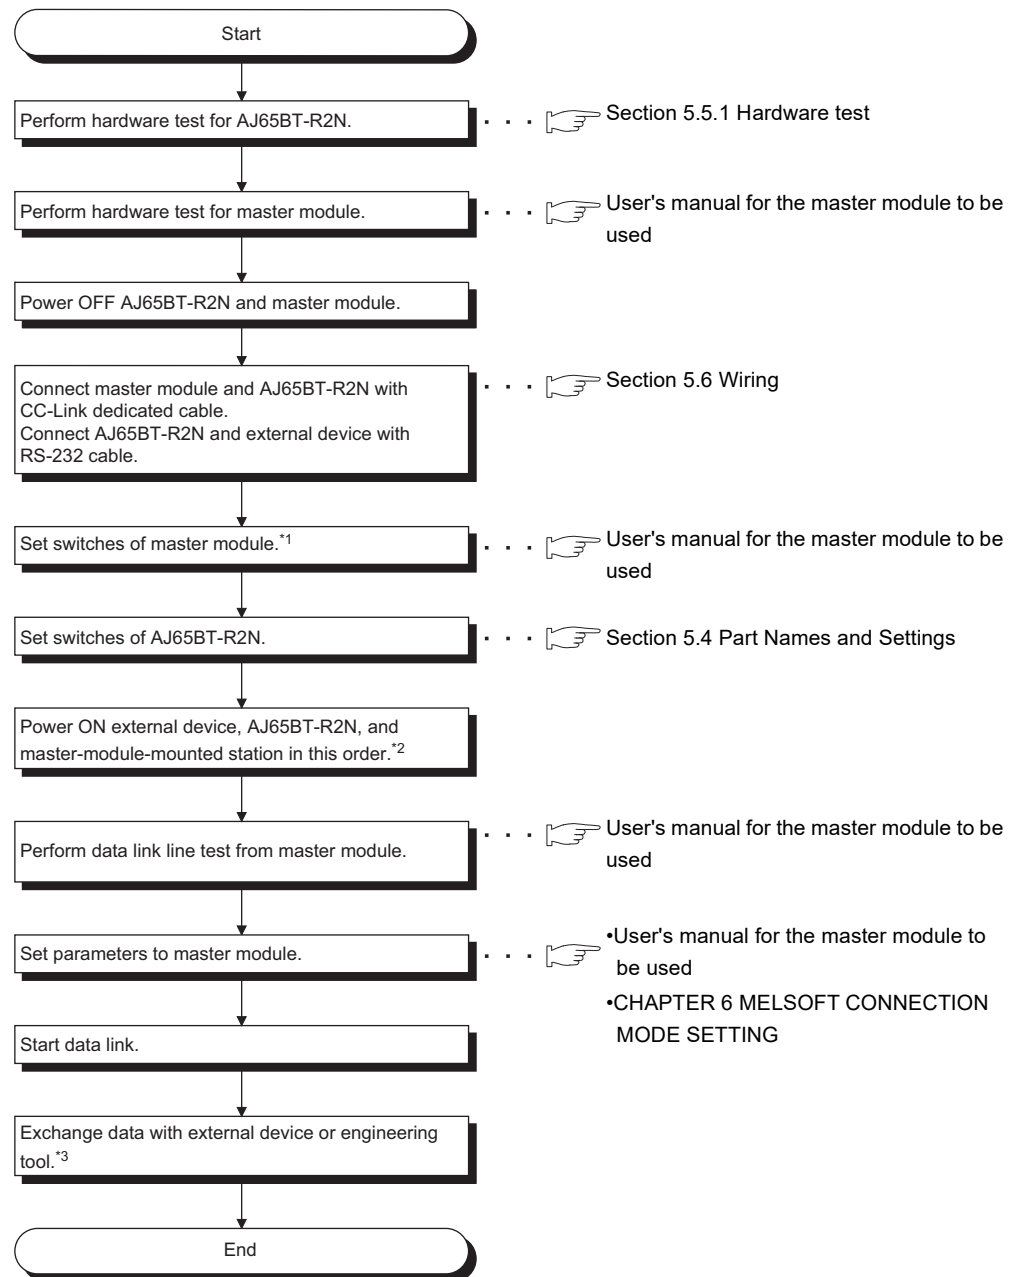 Start
Perform hardware test for AJ65BT-R2N.
Section 5.5.1 Hardware test
Perform hardware test for master module.
User's manual for the master module to be
used
Power OFF AJ65BT-R2N and master module.
Connect master module and AJ65BT-R2N with
CC-Link dedicated cable.
Connect AJ65BT-R2N and external device with
RS-232 cable.
Section 5.6 Wiring
Set switches of master module.*1
User's manual for the master module to be
used
Set switches of AJ65BT-R2N.
Section 5.4 Part Names and Settings
Power ON external device, AJ65BT-R2N, and
master-module-mounted station in this order.*2
Perform data link line test from master module.
User's manual for the master module to be
used
Set parameters to master module.
•User's manual for the master module to
be used
•CHAPTER 6 MELSOFT CONNECTION
MODE SETTING
Start data link.
Exchange data with external device or engineering
tool.*3
End